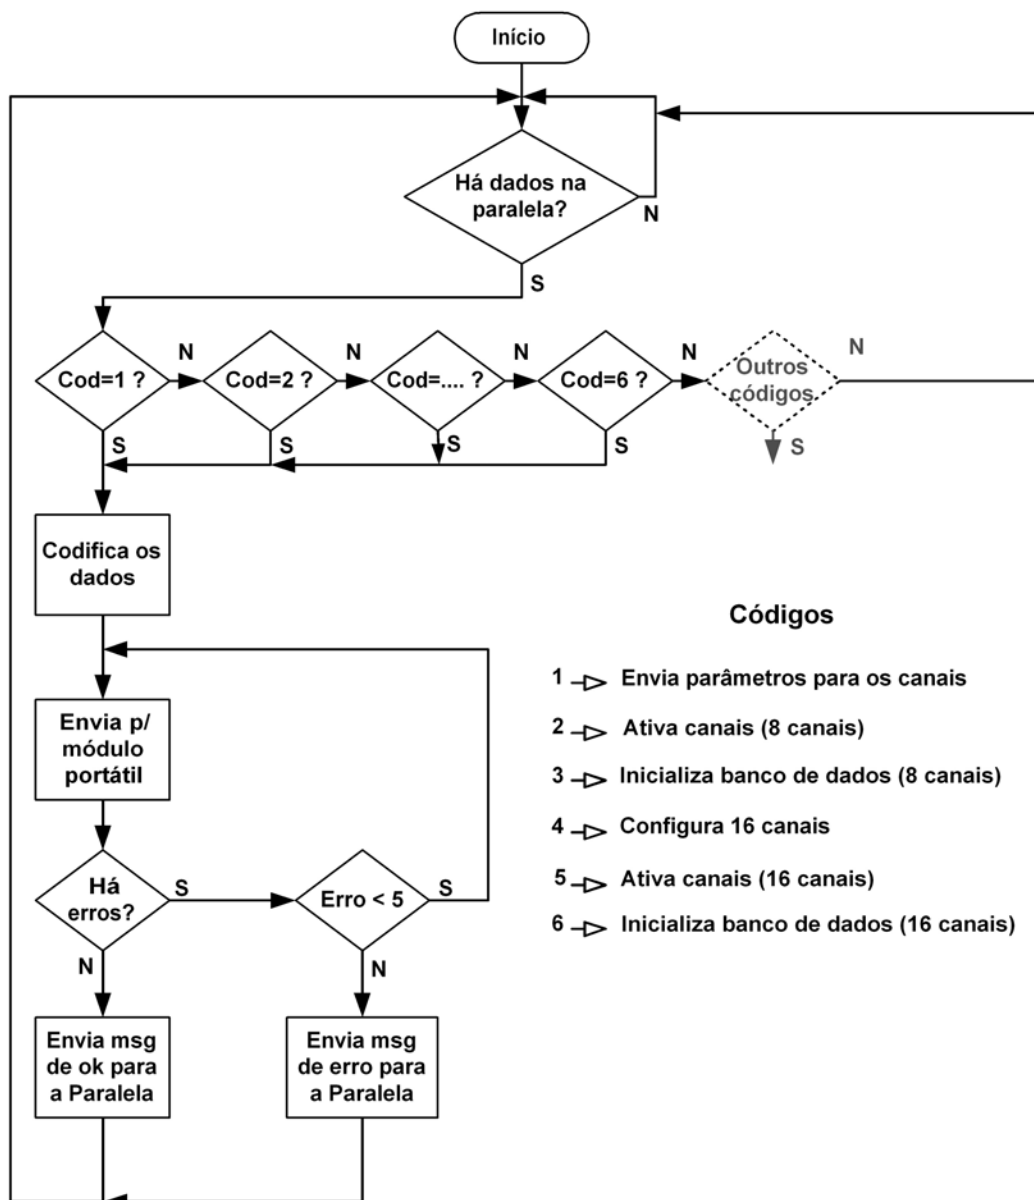 Início
Há dados na
paralela?
N
S
Cod=1 ?
N
Cod=2 ?
N
Cod=.... ?
N
Cod=6 ?
N
Outros
códigos
N
S
S
S
S
S
Codifica os
dados
Envia p/
módulo
portátil
Há
erros?
S
Erro < 5
S
N
N
Envia msg
de ok para
a Paralela
Envia msg
de erro para
a Paralela
Códigos
1 Envia parâmetros para os canais
2 Ativa canais (8 canais)
3 Inicializa banco de dados (8 canais)
4 Configura 16 canais
5 Ativa canais (16 canais)
6 Inicializa banco de dados (16 canais)